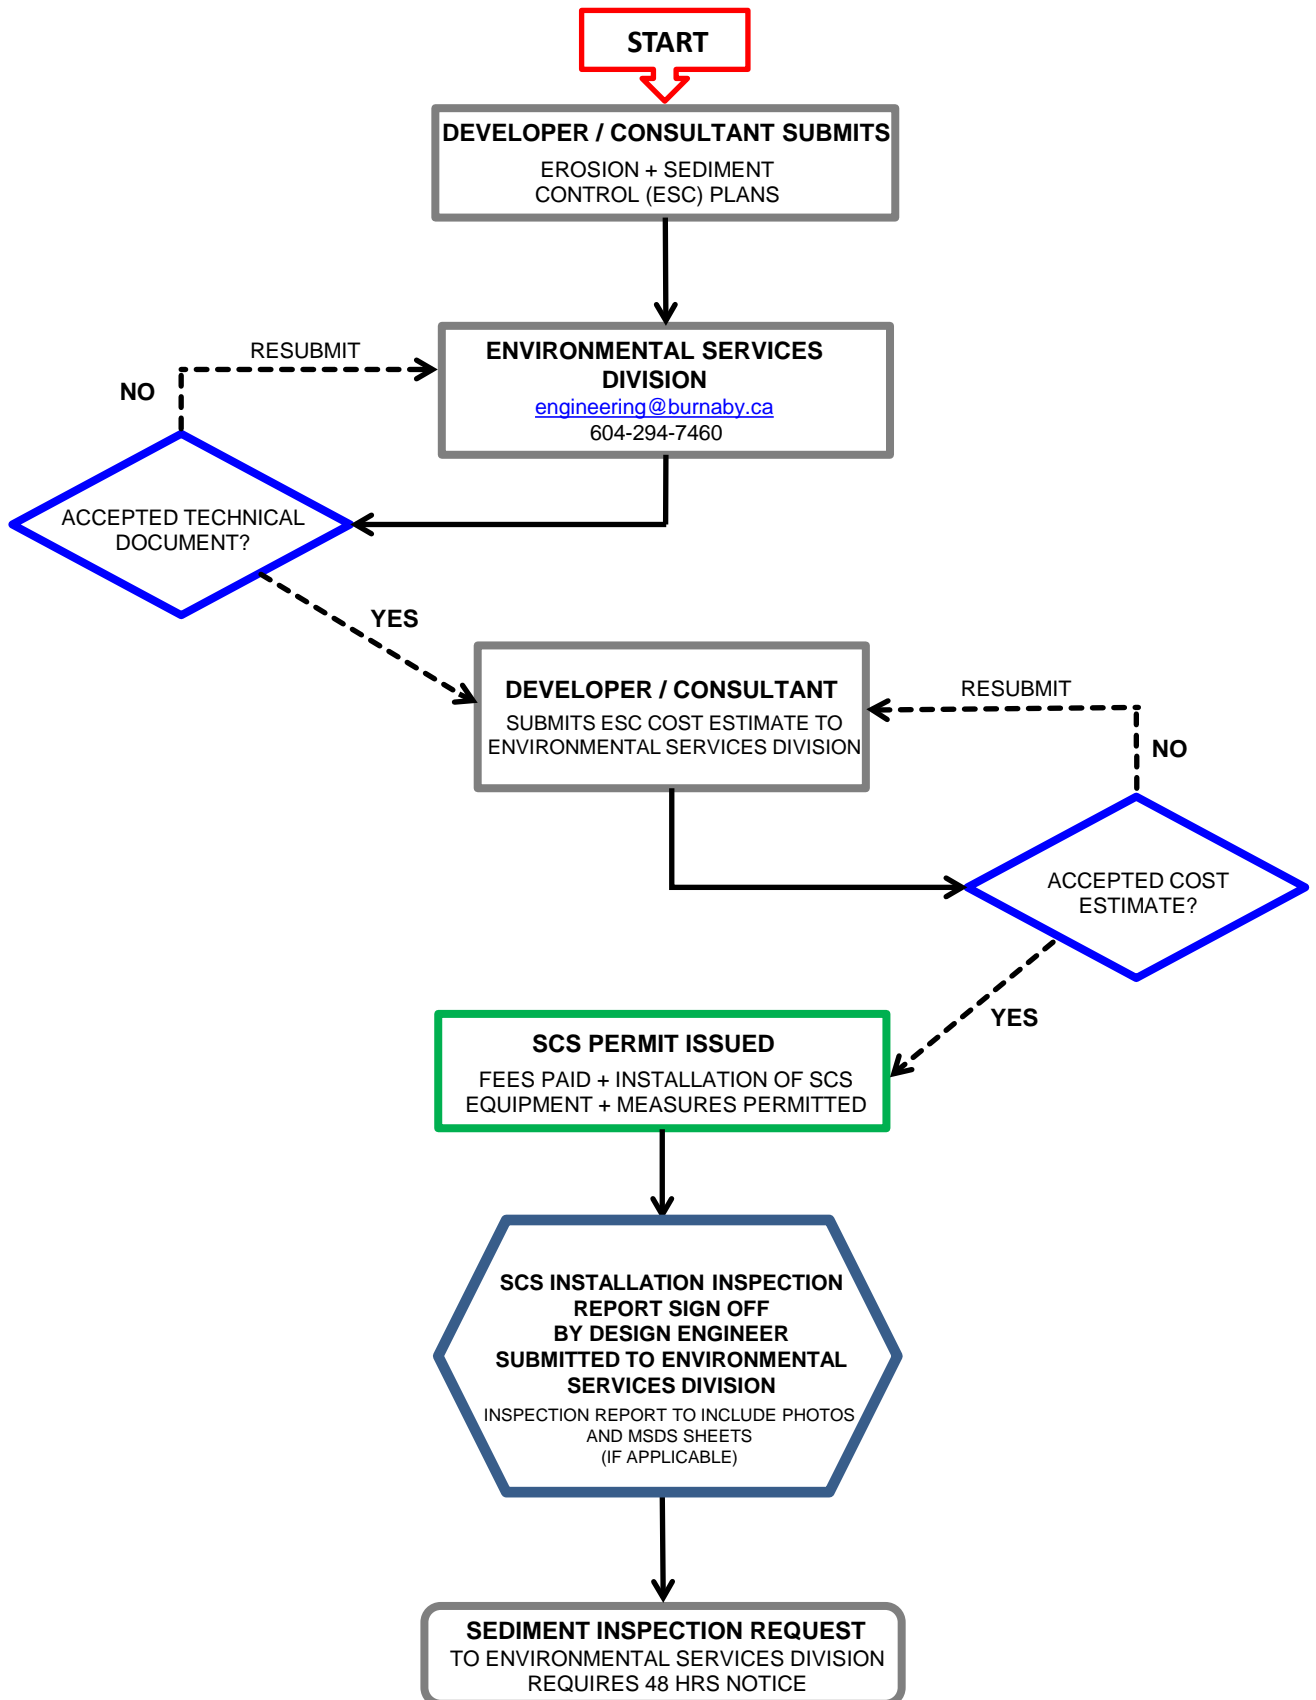 START
DEVELOPER / CONSULTANT SUBMITS
EROSION + SEDIMENT
CONTROL (ESC) PLANS
RESUBMIT
NO
ENVIRONMENTAL SERVICES
DIVISION
engineering@burnaby.ca
604-294-7460
ACCEPTED TECHNICAL
DOCUMENT?
YES
DEVELOPER / CONSULTANT
SUBMITS ESC COST ESTIMATE TO
ENVIRONMENTAL SERVICES DIVISION
RESUBMIT
NO
ACCEPTED COST
ESTIMATE?
YES
SCS PERMIT ISSUED
FEES PAID + INSTALLATION OF SCS
EQUIPMENT + MEASURES PERMITTED
SCS INSTALLATION INSPECTION
REPORT SIGN OFF
BY DESIGN ENGINEER
SUBMITTED TO ENVIRONMENTAL
SERVICES DIVISION
INSPECTION REPORT TO INCLUDE PHOTOS
AND MSDS SHEETS
(IF APPLICABLE)
SEDIMENT INSPECTION REQUEST
TO ENVIRONMENTAL SERVICES DIVISION
REQUIRES 48 HRS NOTICE